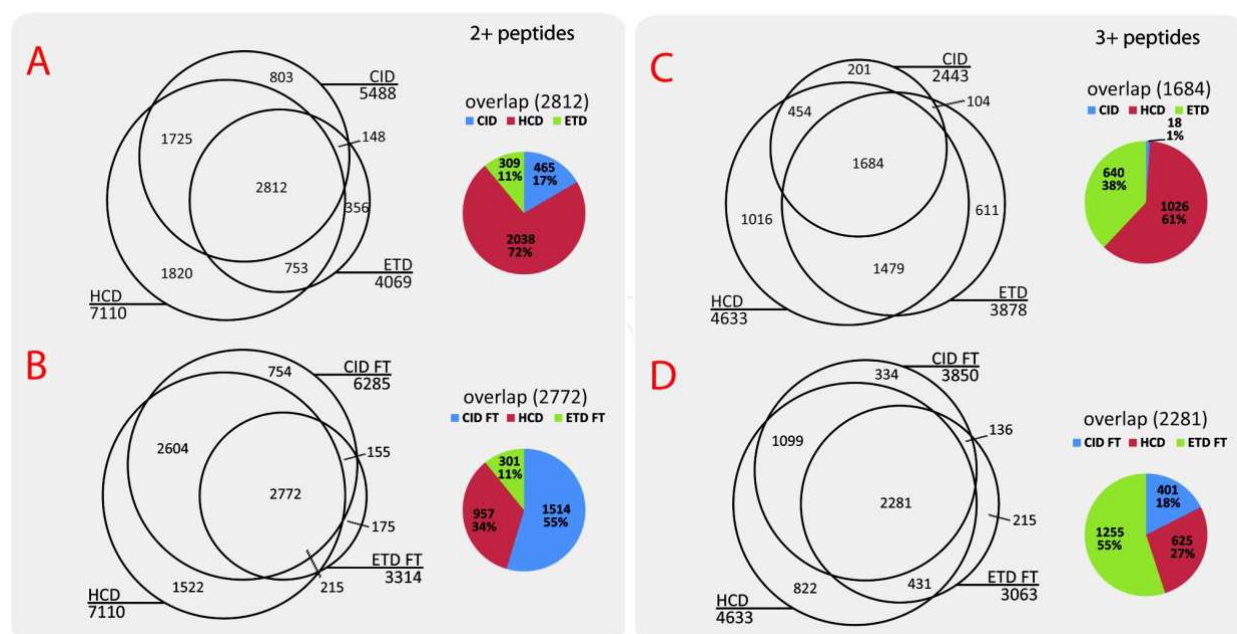 2+ peptides
A
803
CID
5488
1725
148
2812
356
1820
753
ETD
4069
HCD
7110
overlap (2812)
CID HCD ETD
309
11%
465
17%
2038
72%
B
754
CID FT
6285
2604
155
2772
175
1522
215
ETD FT
3314
HCD
7110
overlap (2772)
CID FT HCD ETD FT
301
11%
957
34%
1514
55%
3+ peptides
C
201
CID
2443
454
104
1684
1016
611
1479
HCD
4633
ETD
3878
overlap (1684)
CID HCD ETD
18
1%
640
38%
1026
61%
D
334
CID FT
3850
1099
136
2281
215
822
431
ETD FT
3063
HCD
4633
overlap (2281)
CID FT HCD ETD FT
401
18%
1255
55%
625
27%